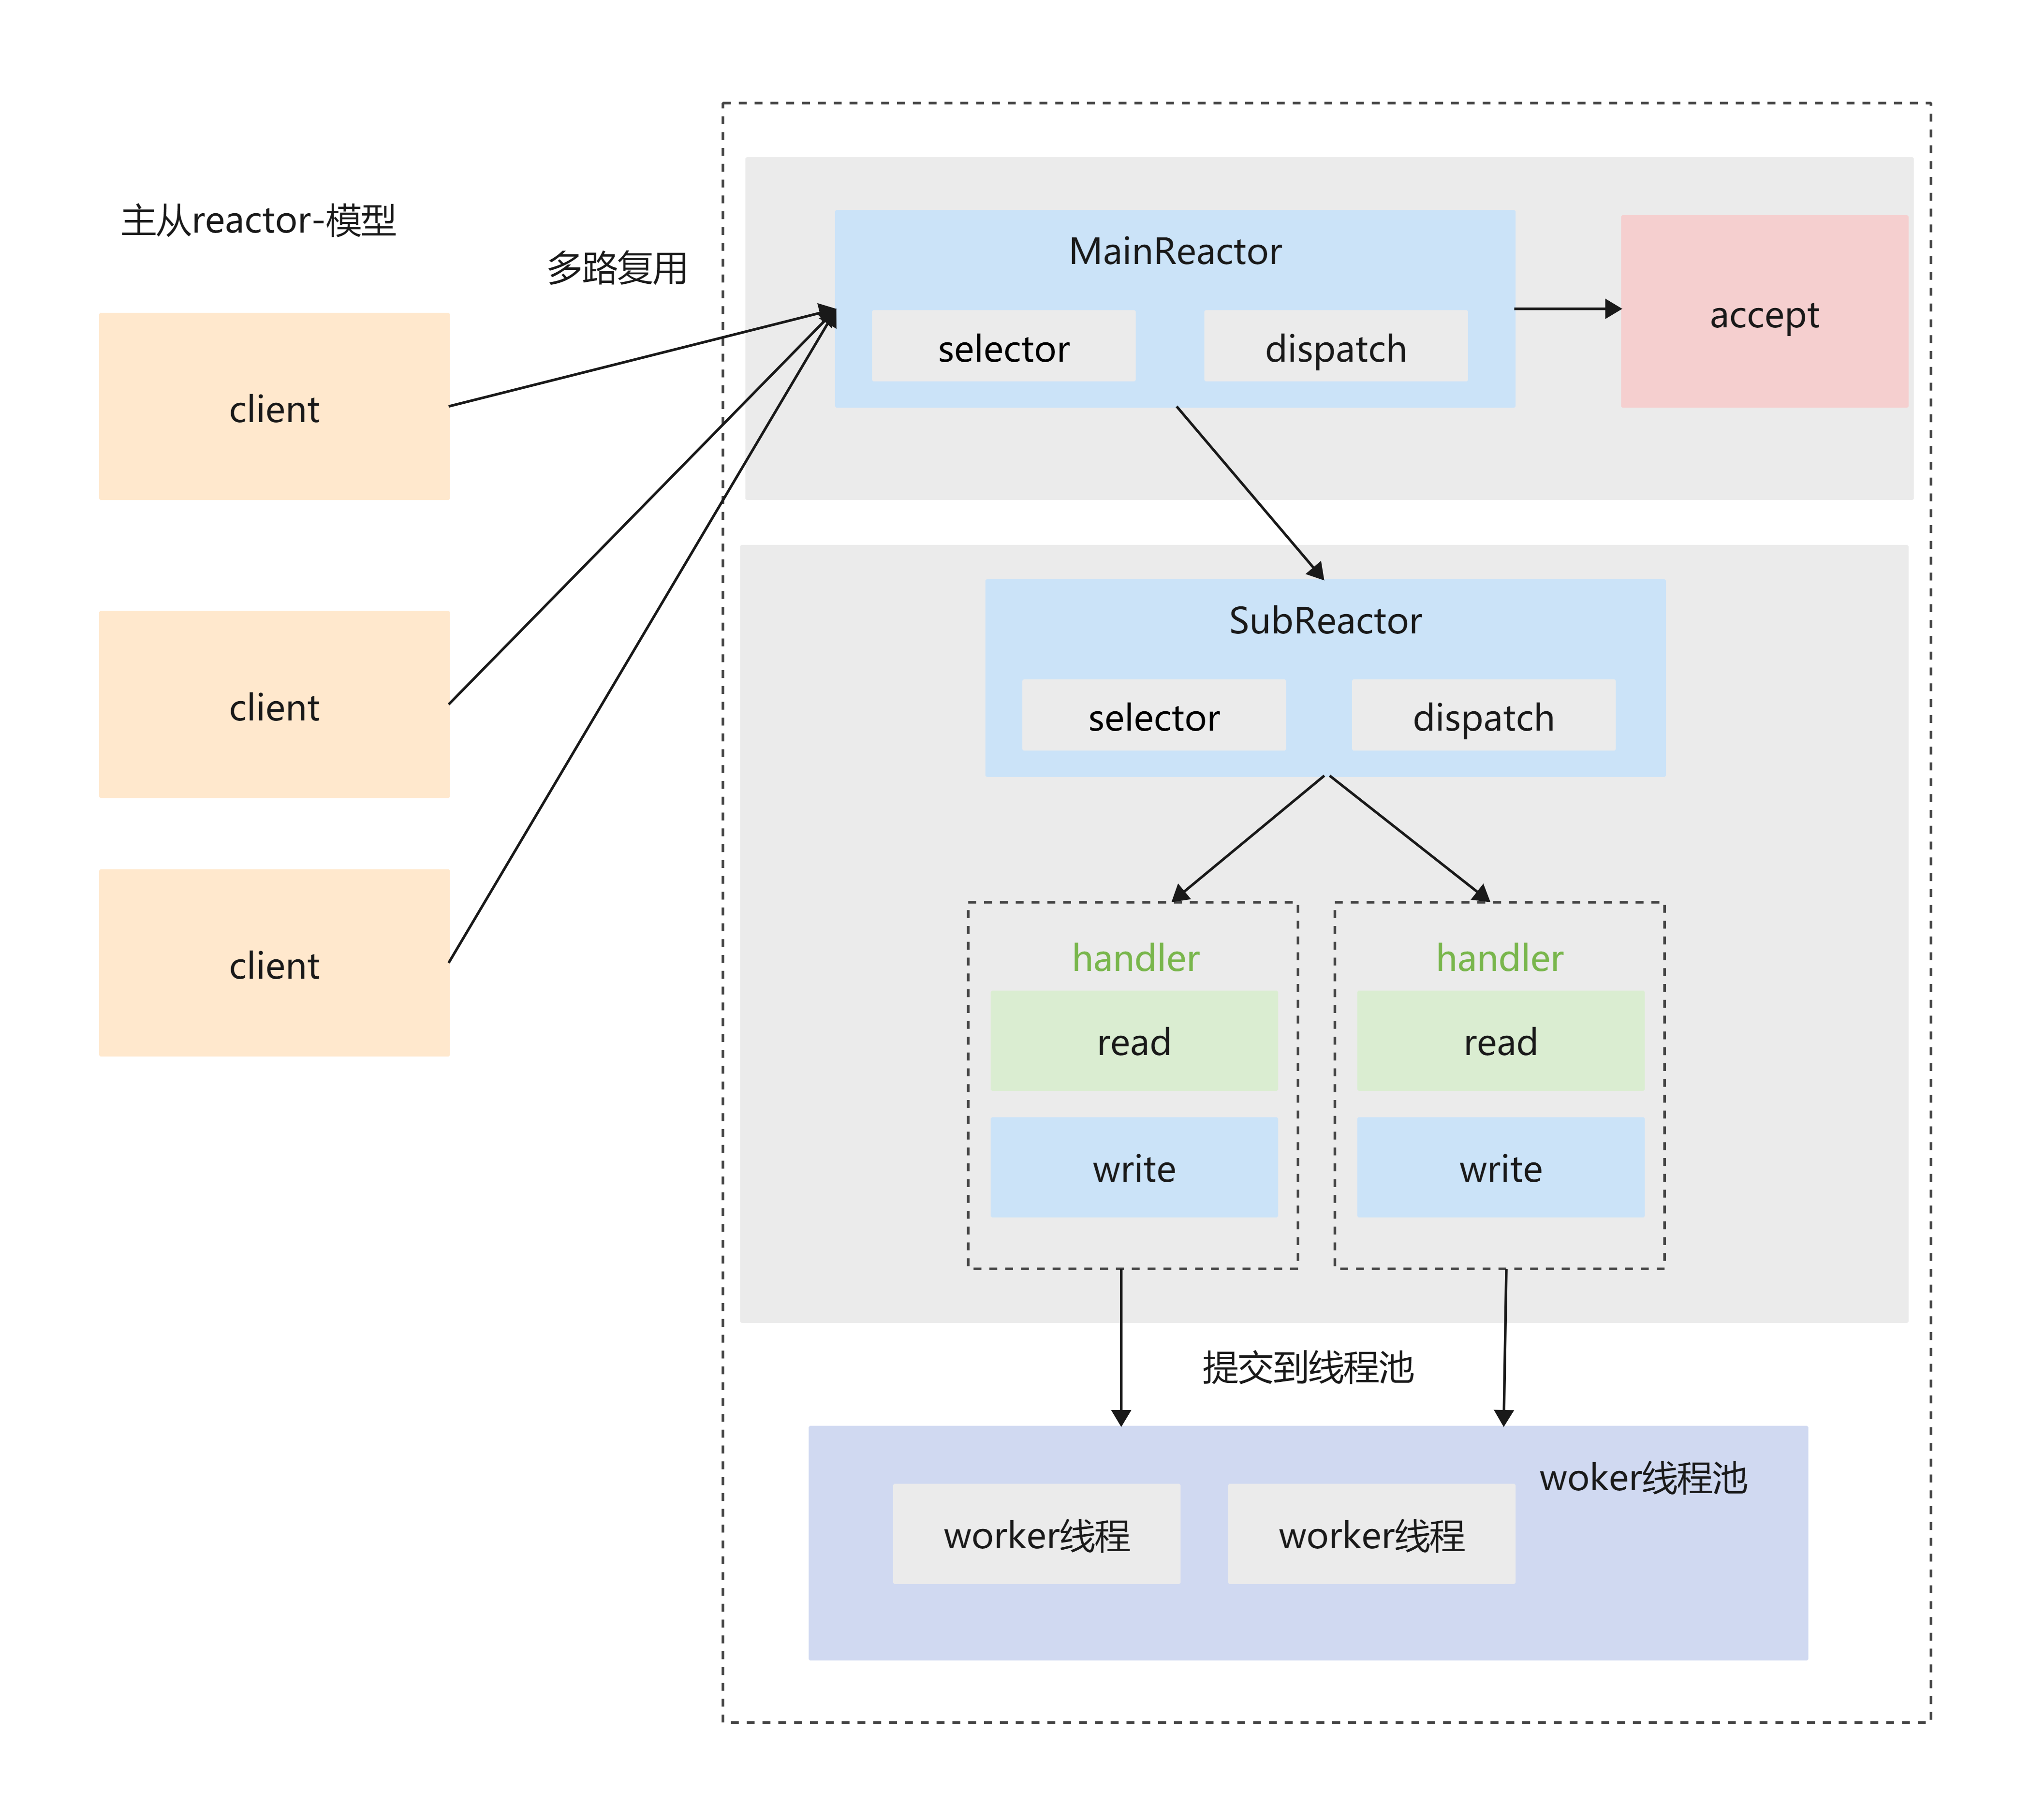 主从reactor-模型
多路复用
client
client
client
MainReactor
selector
dispatch
accept
SubReactor
selector
dispatch
handler
read
write
handler
read
write
提交到线程池
woker线程池
worker线程
worker线程